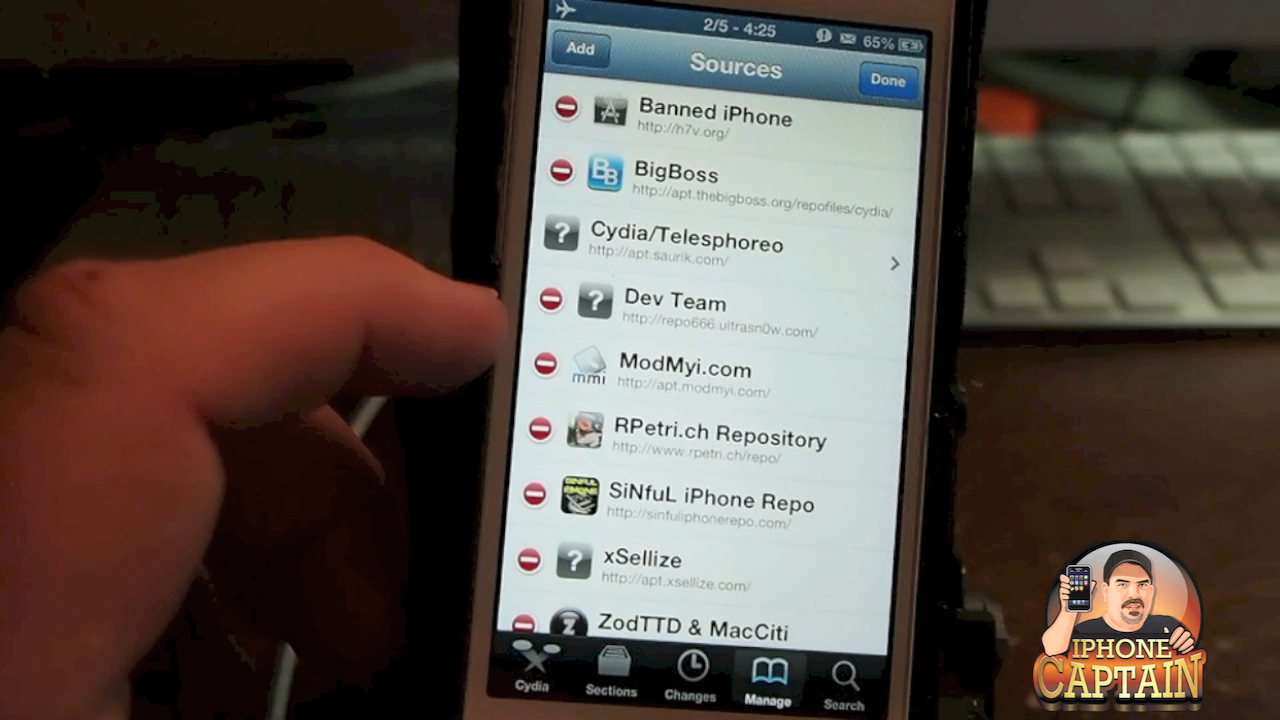 2/5 - 4:25
65%
Add
Sources
Done
Banned iPhone
http://h7v.org/
BB
BigBoss
http://apt.thebigboss.org/repofiles/cydia/
?
Cydia/Telesphoreo
http://apt.saurik.com/
?
Dev Team
http://repo666.ultrasn0w.com/
mmi
ModMyi.com
http://apt.modmyi.com/
RPetri.ch Repository
http://www.rpetri.ch/repo/
SiNfuL iPhone Repo
http://sinfuliphonerepo.com/
?
xSellize
http://apt.xsellize.com/
Z
ZodTTD & MacCiti
Cydia
Sections
Changes
Manage
Search
IPHONE
CAPTAIN